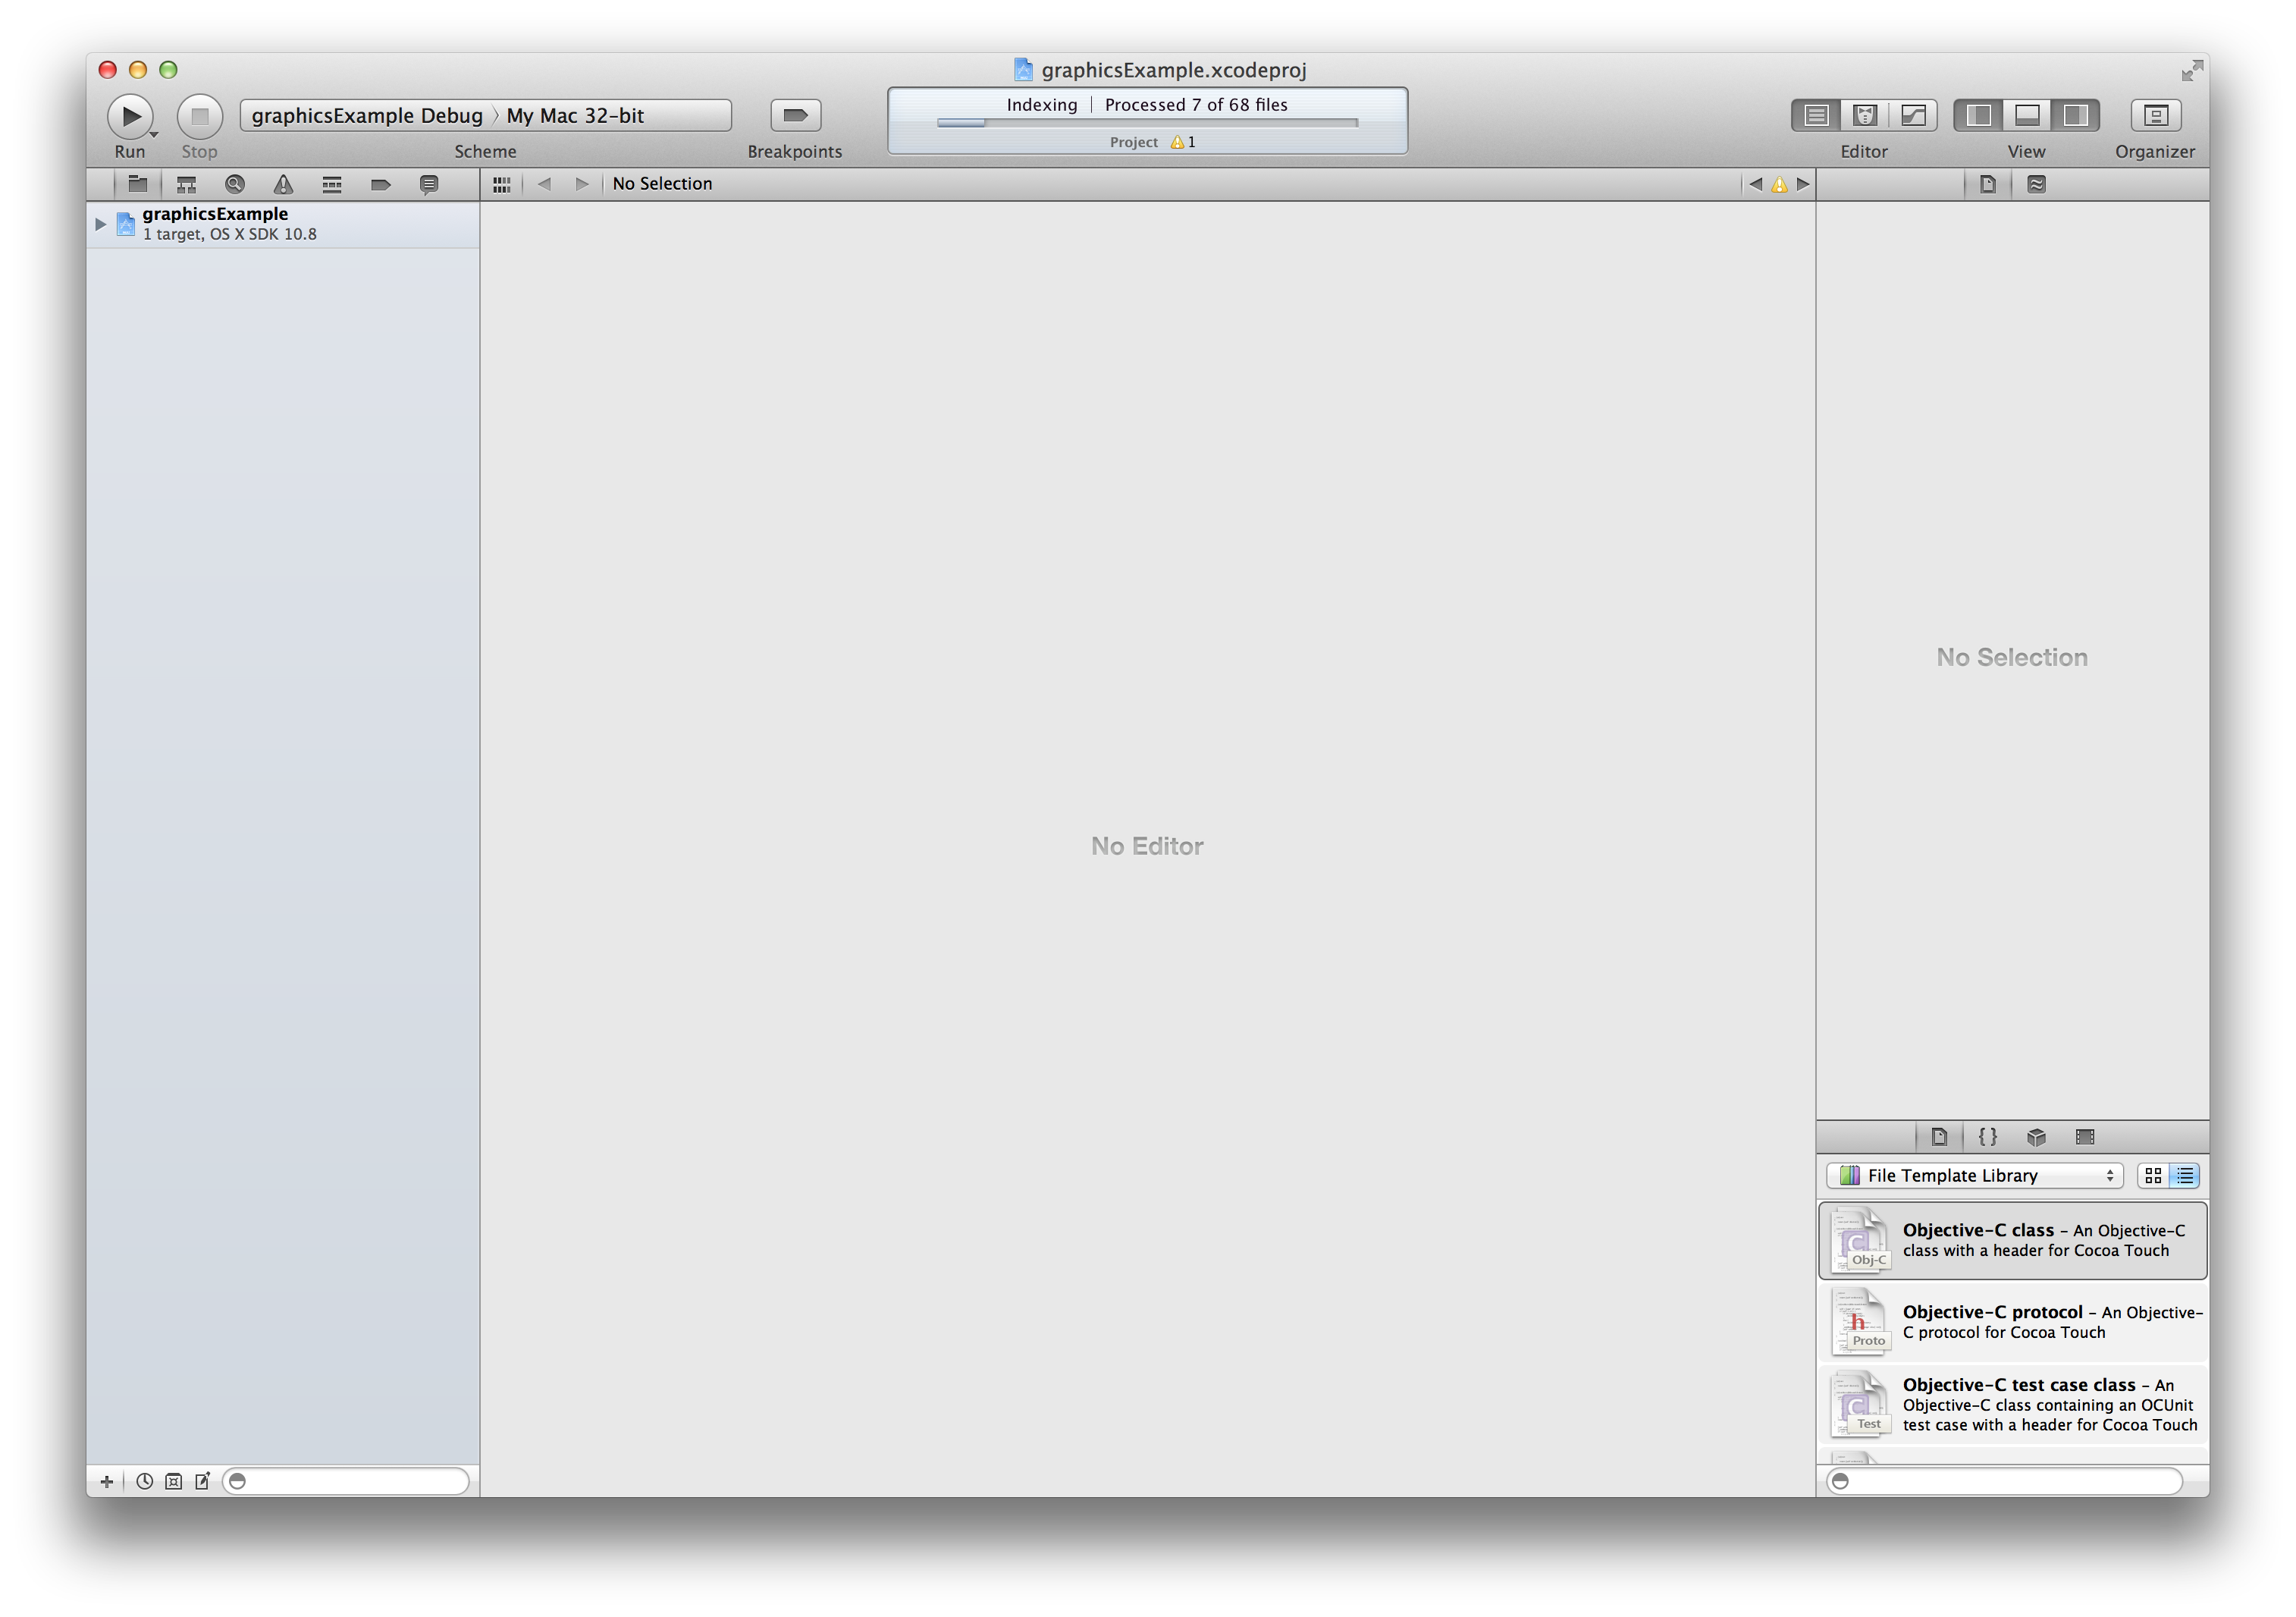 graphicsExample.xcodeproj
graphicsExample Debug 〉 My Mac 32-bit
Indexing | Processed 7 of 68 files
Project 1
Run
Stop
Scheme
Breakpoints
Editor
View
Organizer
No Selection
graphicsExample
1 target, OS X SDK 10.8
No Editor
No Selection
{ }
File Template Library
Objective-C class – An Objective-C
class with a header for Cocoa Touch
C
Obj-C
Objective-C protocol – An Objective-
C protocol for Cocoa Touch
h
Proto
Objective-C test case class – An
Objective-C class containing an OCUnit
test case with a header for Cocoa Touch
C
Test